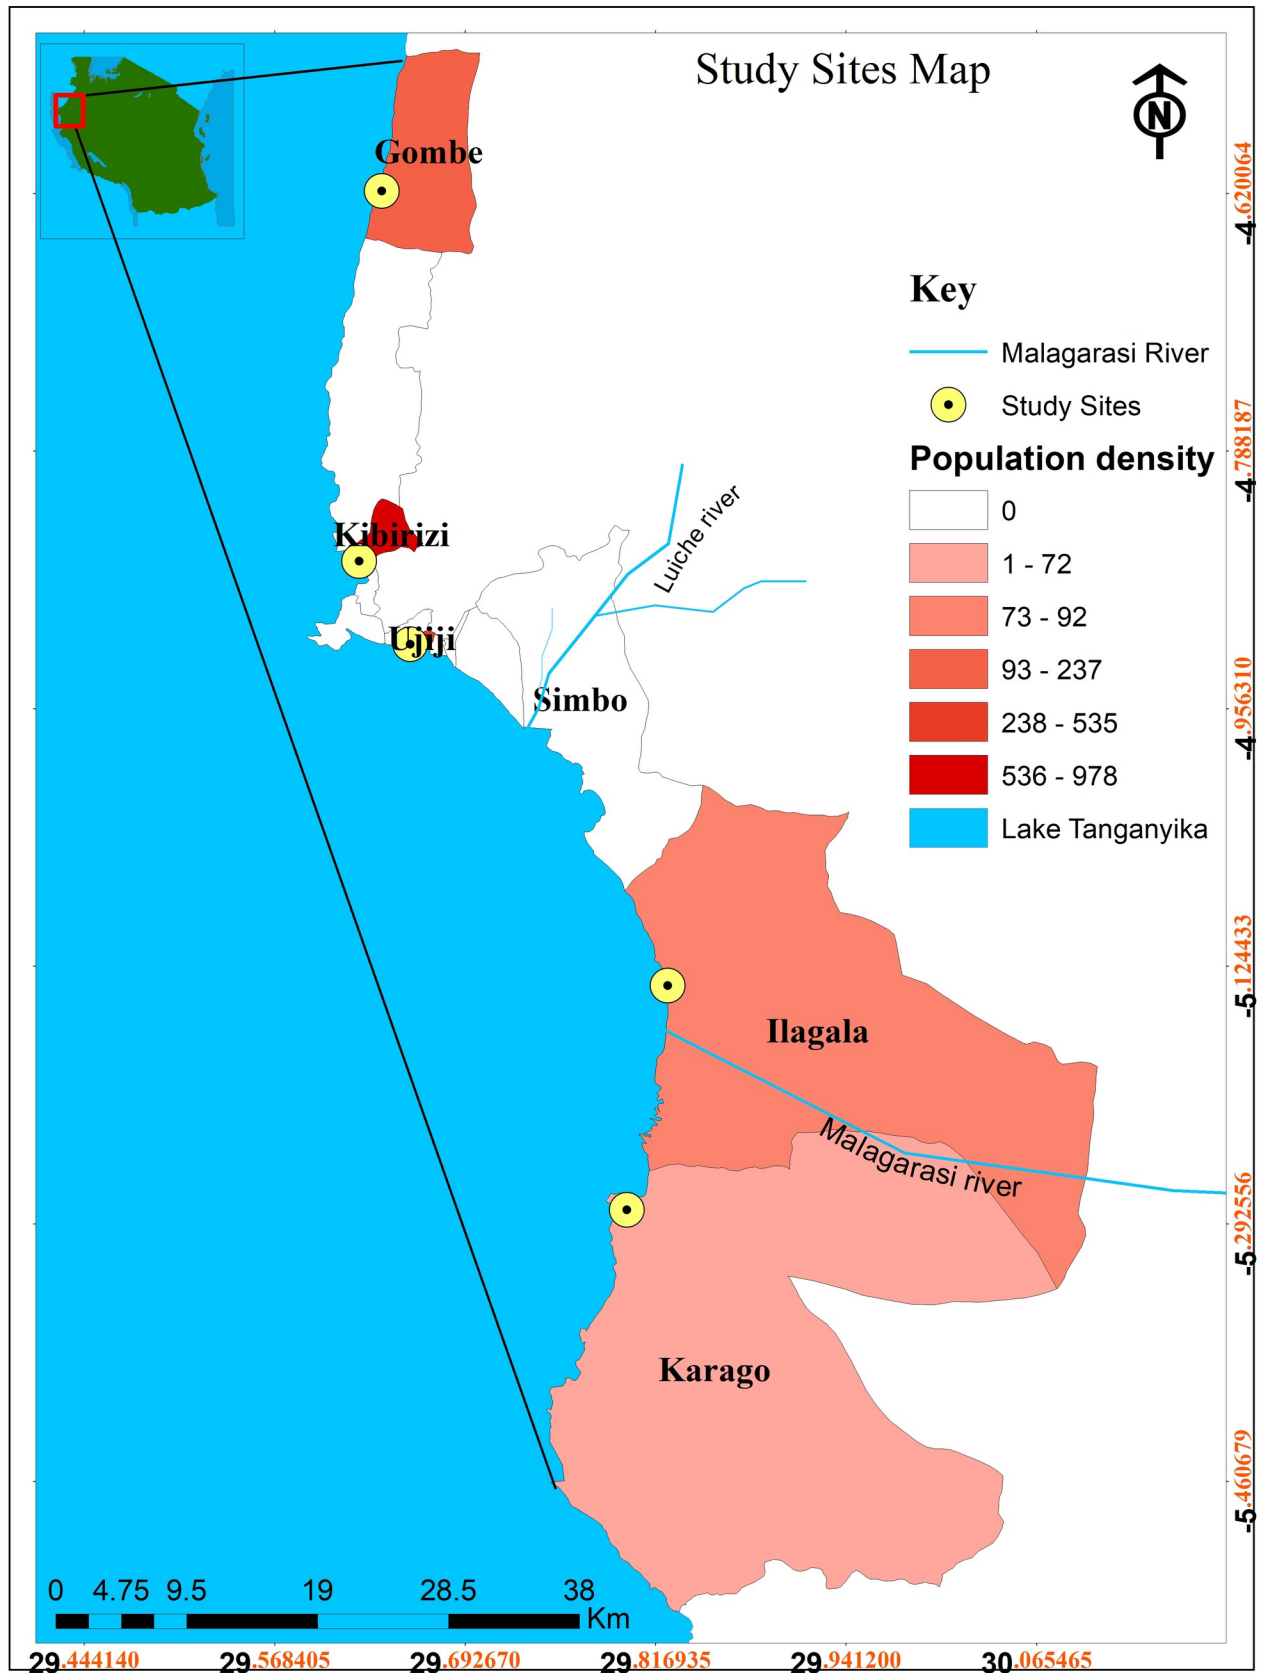 Study Sites Map
N
Gombe
-4.620064
Key
Malagarasi River
Study Sites
-4.788187
Population density
0
1 - 72
73 - 92
93 - 237
238 - 535
536 - 978
Lake Tanganyika
Kibirizi
Luiche river
Ujiji
Simbo
-4.956310
-5.124433
Ilagala
Malagarasi river
-5.292556
Karago
-5.460679
0 4.75 9.5 19 28.5 38
Km
29.444140 29.568405 29.692670 29.816935 29.941200 30.065465